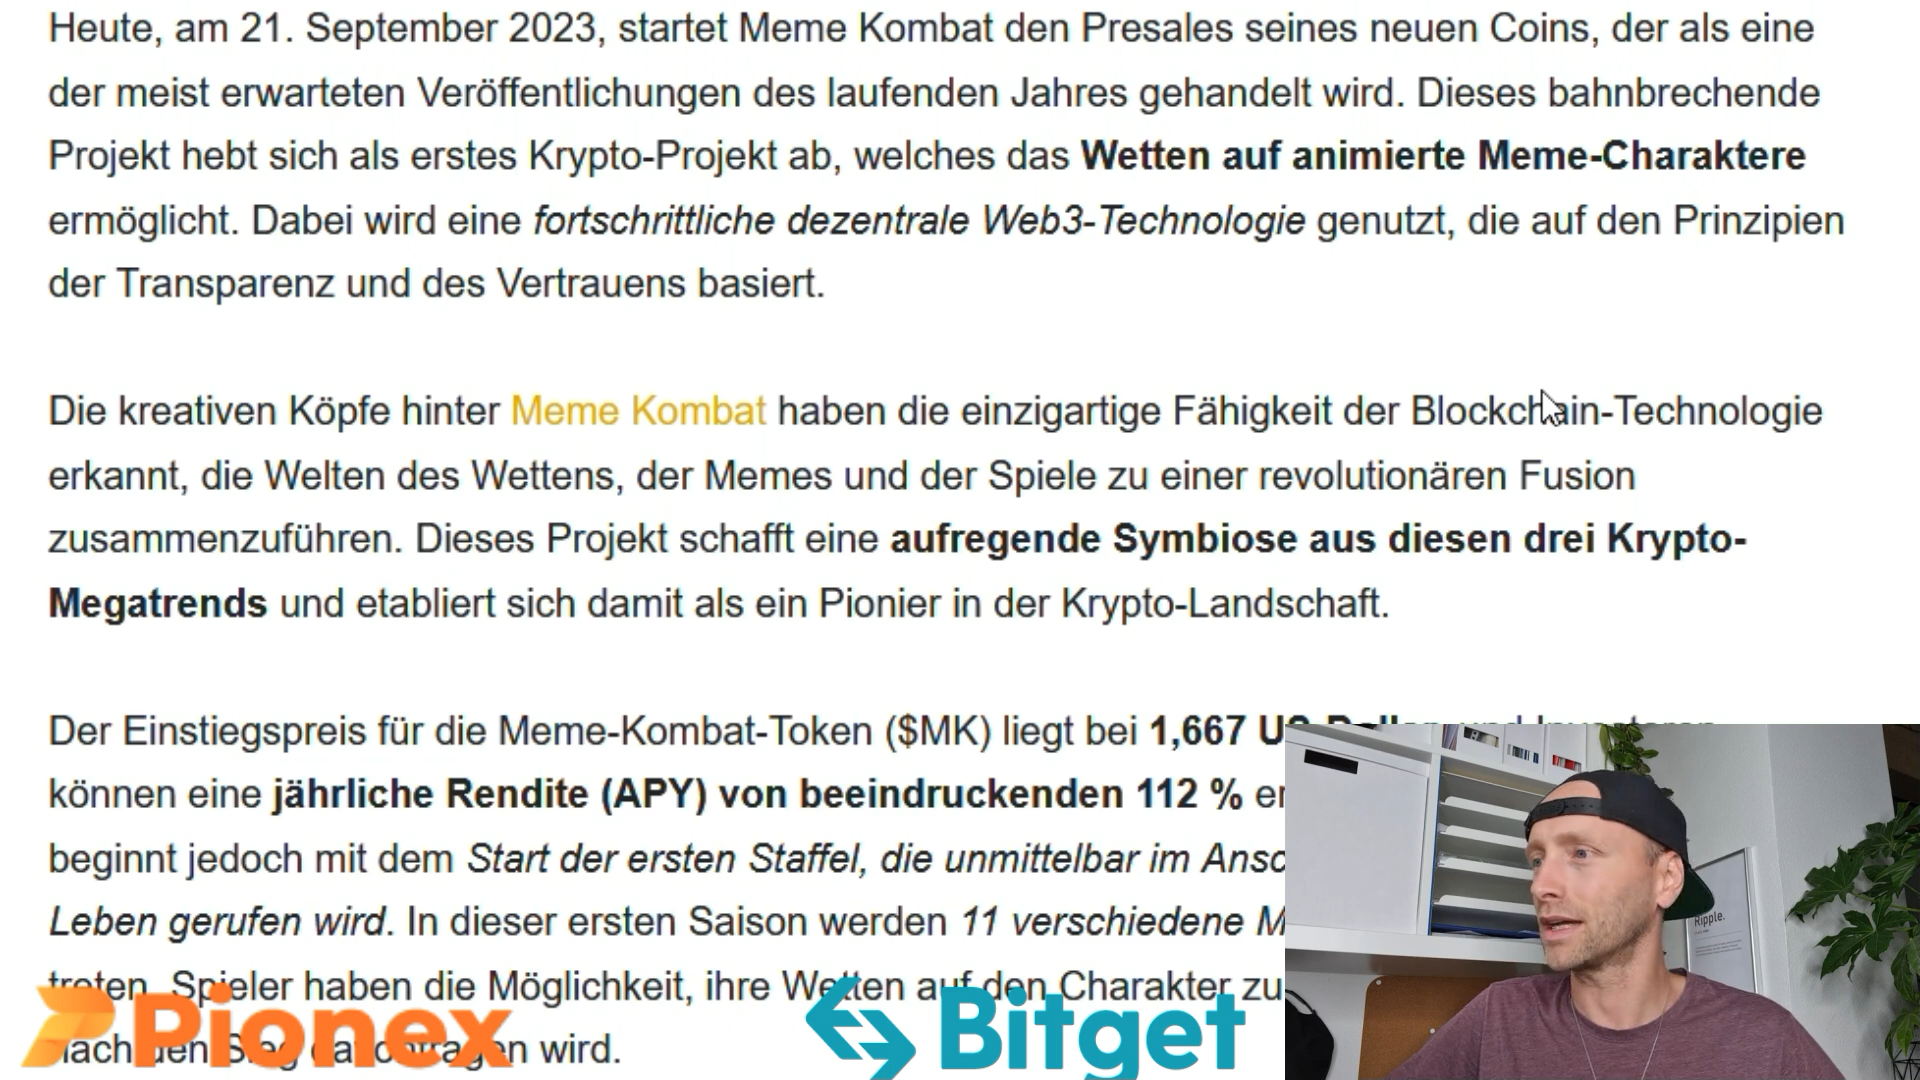 Heute, am 21. September 2023, startet Meme Kombat den Presales seines neuen Coins, der als eine
der meist erwarteten Veröffentlichungen des laufenden Jahres gehandelt wird. Dieses bahnbrechende
Projekt hebt sich als erstes Krypto-Projekt ab, welches das Wetten auf animierte Meme-Charaktere
ermöglicht. Dabei wird eine fortschrittliche dezentrale Web3-Technologie genutzt, die auf den Prinzipien
der Transparenz und des Vertrauens basiert.
Die kreativen Köpfe hinter Meme Kombat haben die einzigartige Fähigkeit der Blockchain-Technologie
erkannt, die Welten des Wettens, der Memes und der Spiele zu einer revolutionären Fusion
zusammenzuführen. Dieses Projekt schafft eine aufregende Symbiose aus diesen drei Krypto-
Megatrends und etabliert sich damit als ein Pionier in der Krypto-Landschaft.
Der Einstiegspreis für die Meme-Kombat-Token ($MK) liegt bei 1,667 US-Dollar und Investoren
können eine jährliche Rendite (APY) von beeindruckenden 112 %
beginnt jedoch mit dem Start der ersten Staffel, die unmittelbar im
Leben gerufen wird. In dieser ersten Saison werden 11 verschiedene
treten. Spieler haben die Möglichkeit, ihre Wetten auf den Charakter zu
nach den wird.
Pionex
Bitget
Ripple.